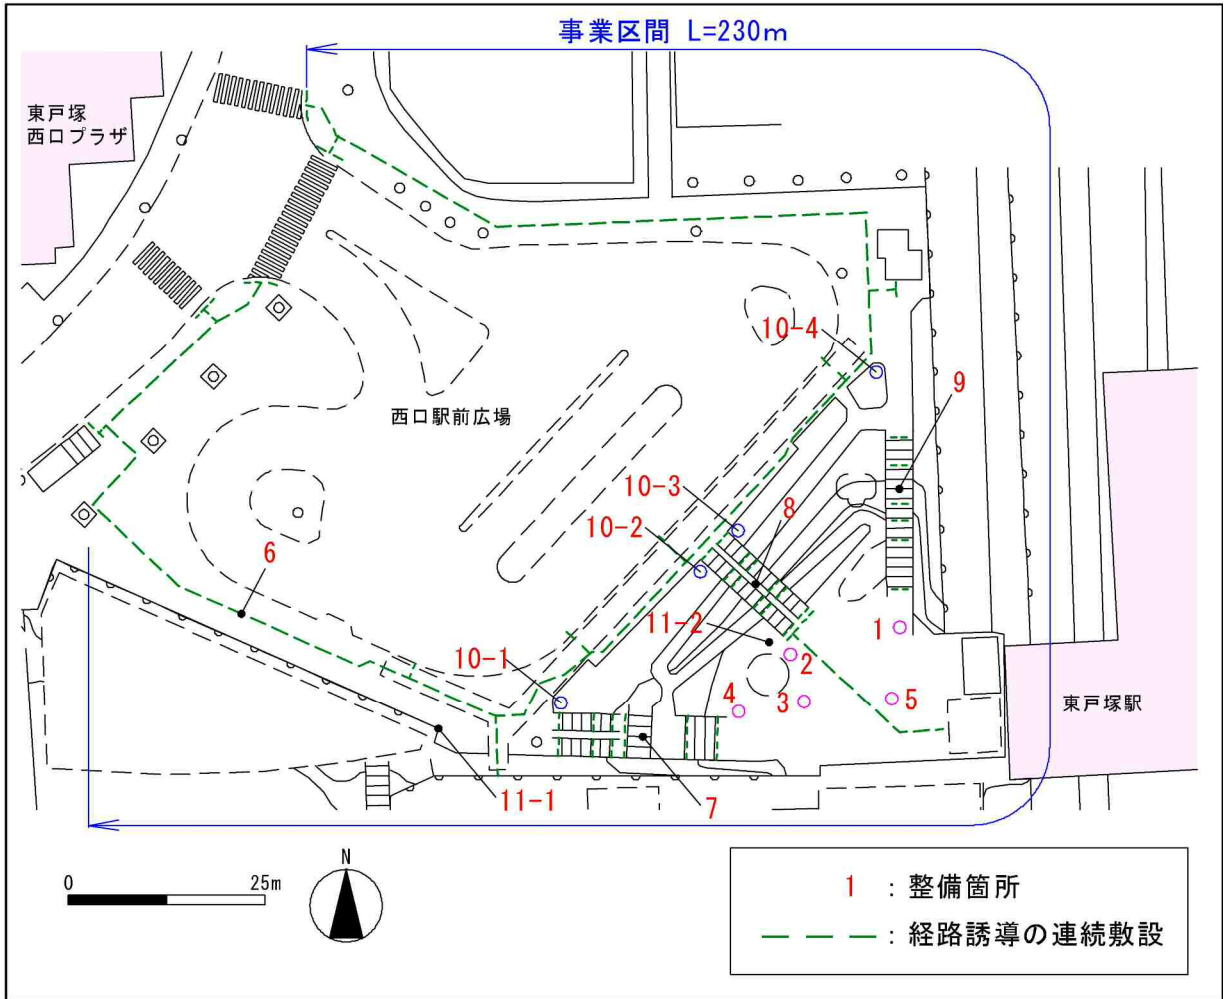 事業区間 L=230m
東戸塚
西口プラザ
10-4
9
西口駅前広場
10-3
8
10-2
6
11-2
1
2
10-1
4
3
5
東戸塚駅
11-1
7
N
0
25m
1 : 整備箇所
: 経路誘導の連続敷設